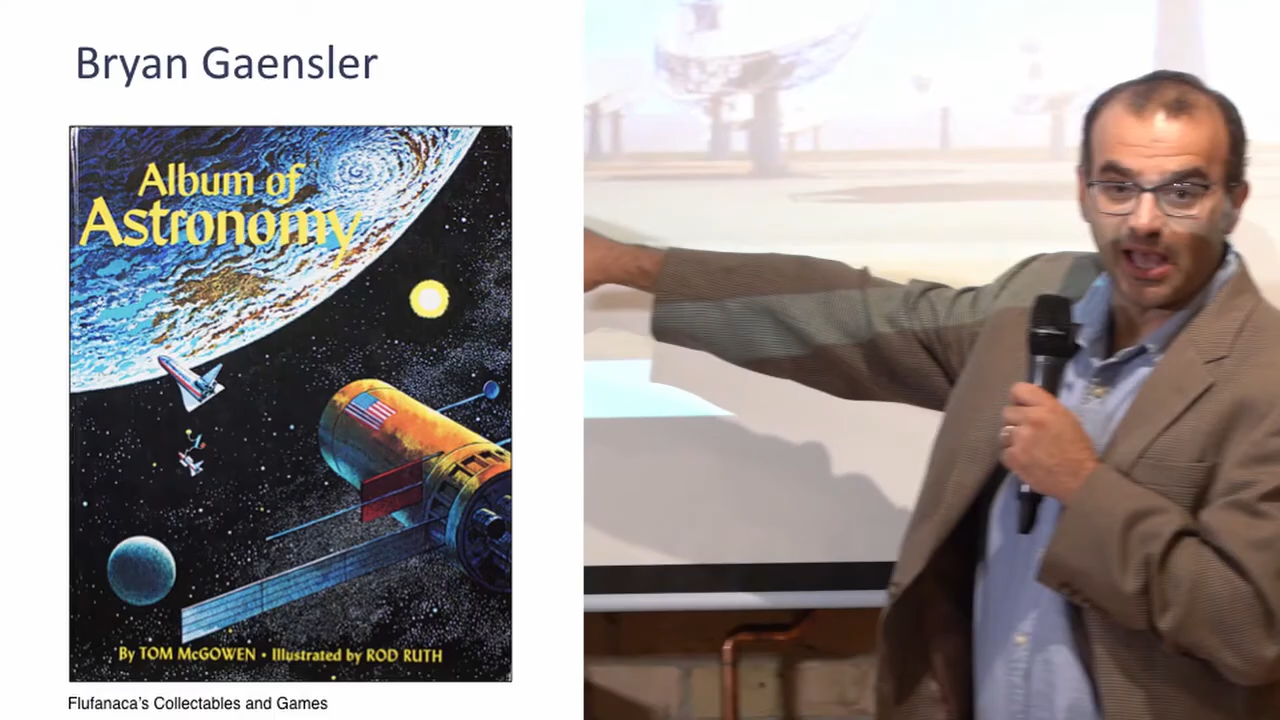 Bryan Gaensler
Album of
Astronomy
By TOM McGOWEN • Illustrated by ROD RUTH
Flufanaca's Collectables and Games